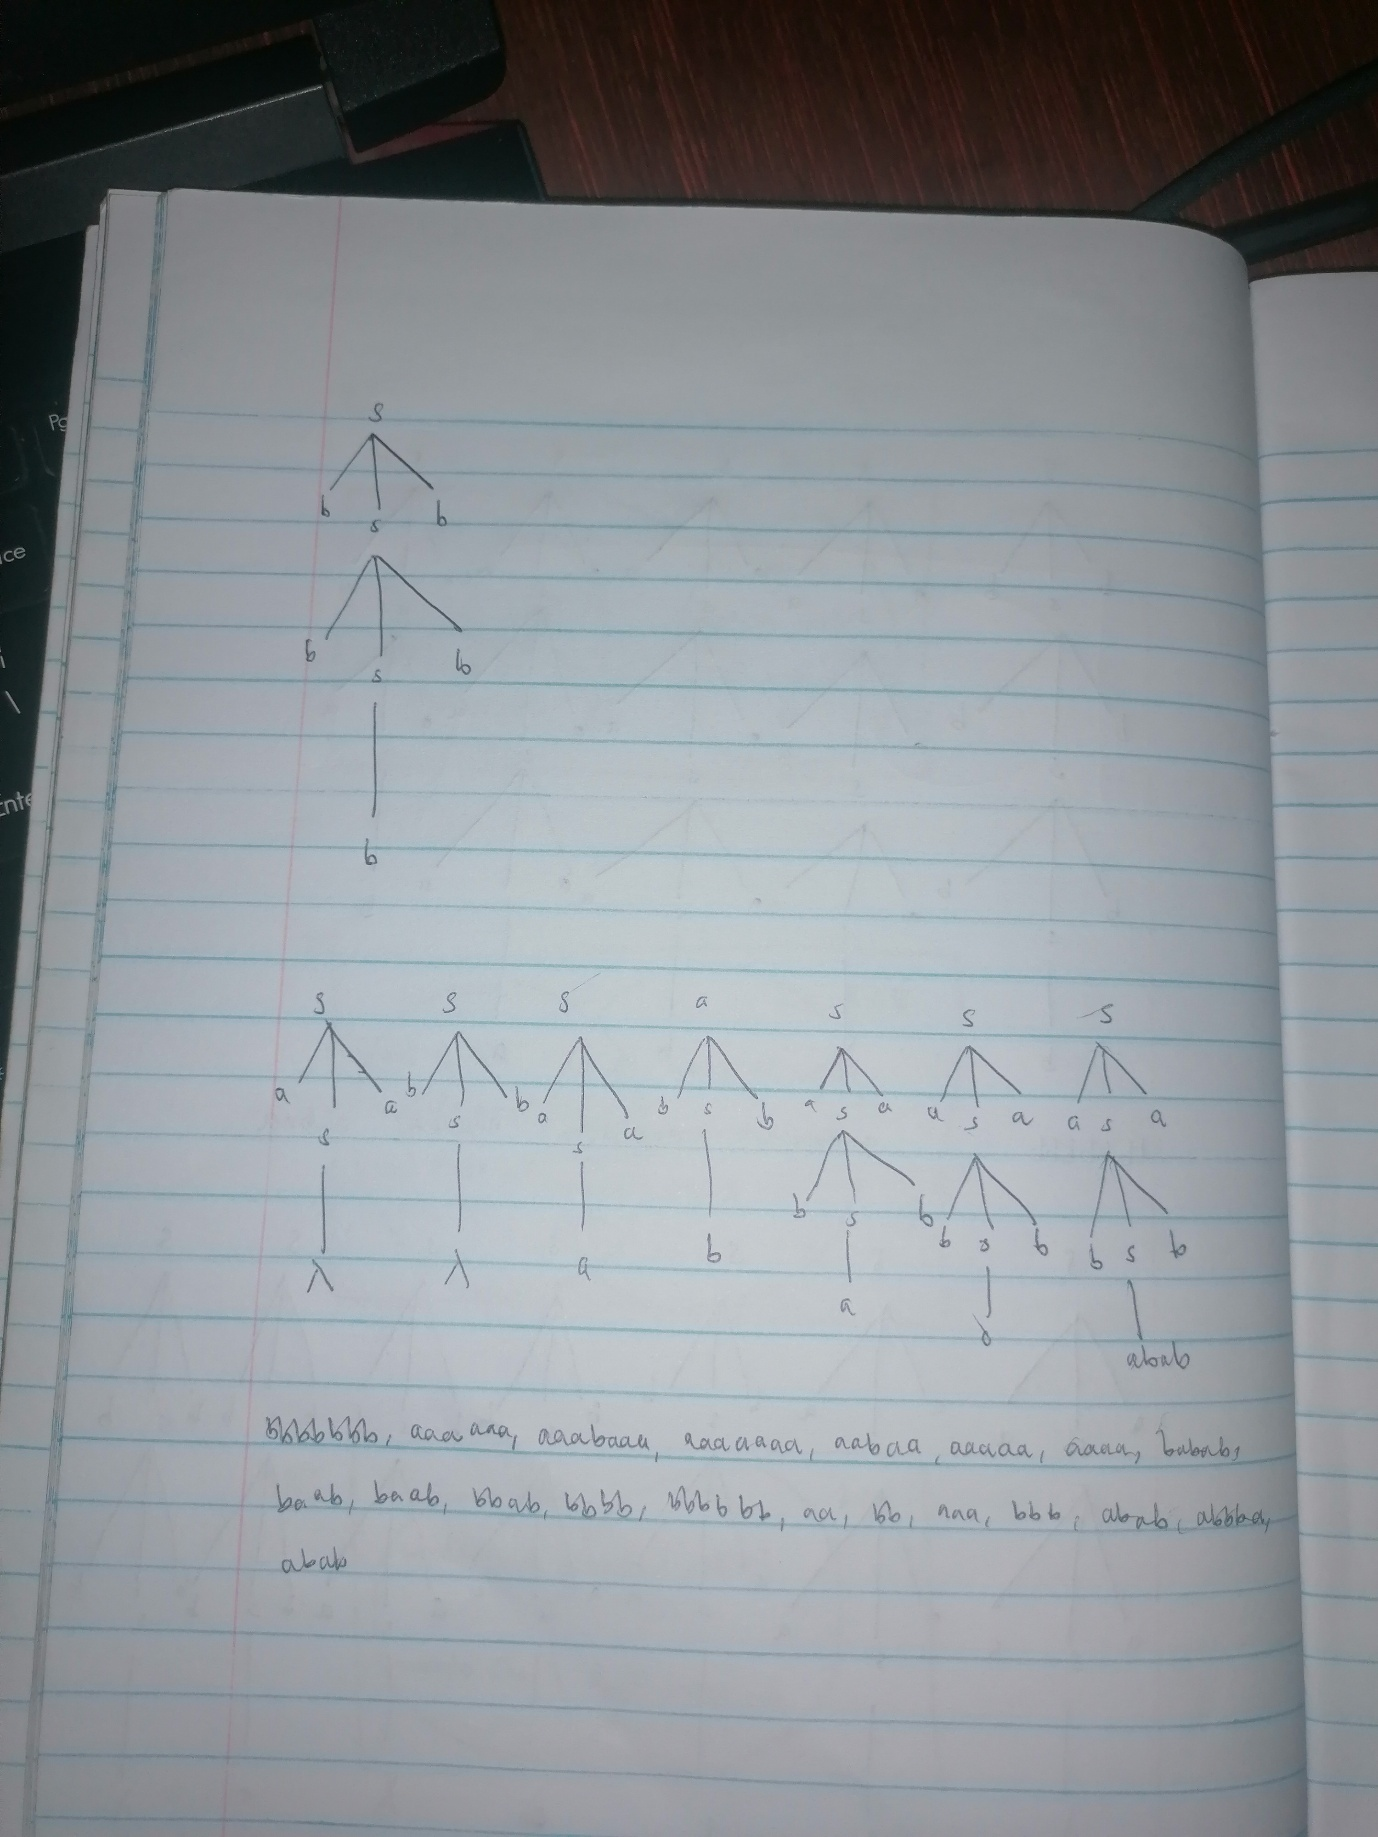 Pg
S
b s b
b s b
b
S S S a S S S
a a b b a a b s b a s a a s a a s a
s s s
b s b b s b b s b
λ λ a b a b abab
bbbbbbb, aaaaaa, aaabaaa, aaaaaaa, aabaa, aaaaa, aaaa, babab,
baab, baab, bbab, bbbb, bbbbbb, aa, bb, aaa, bbb, abab, abbba,
abab